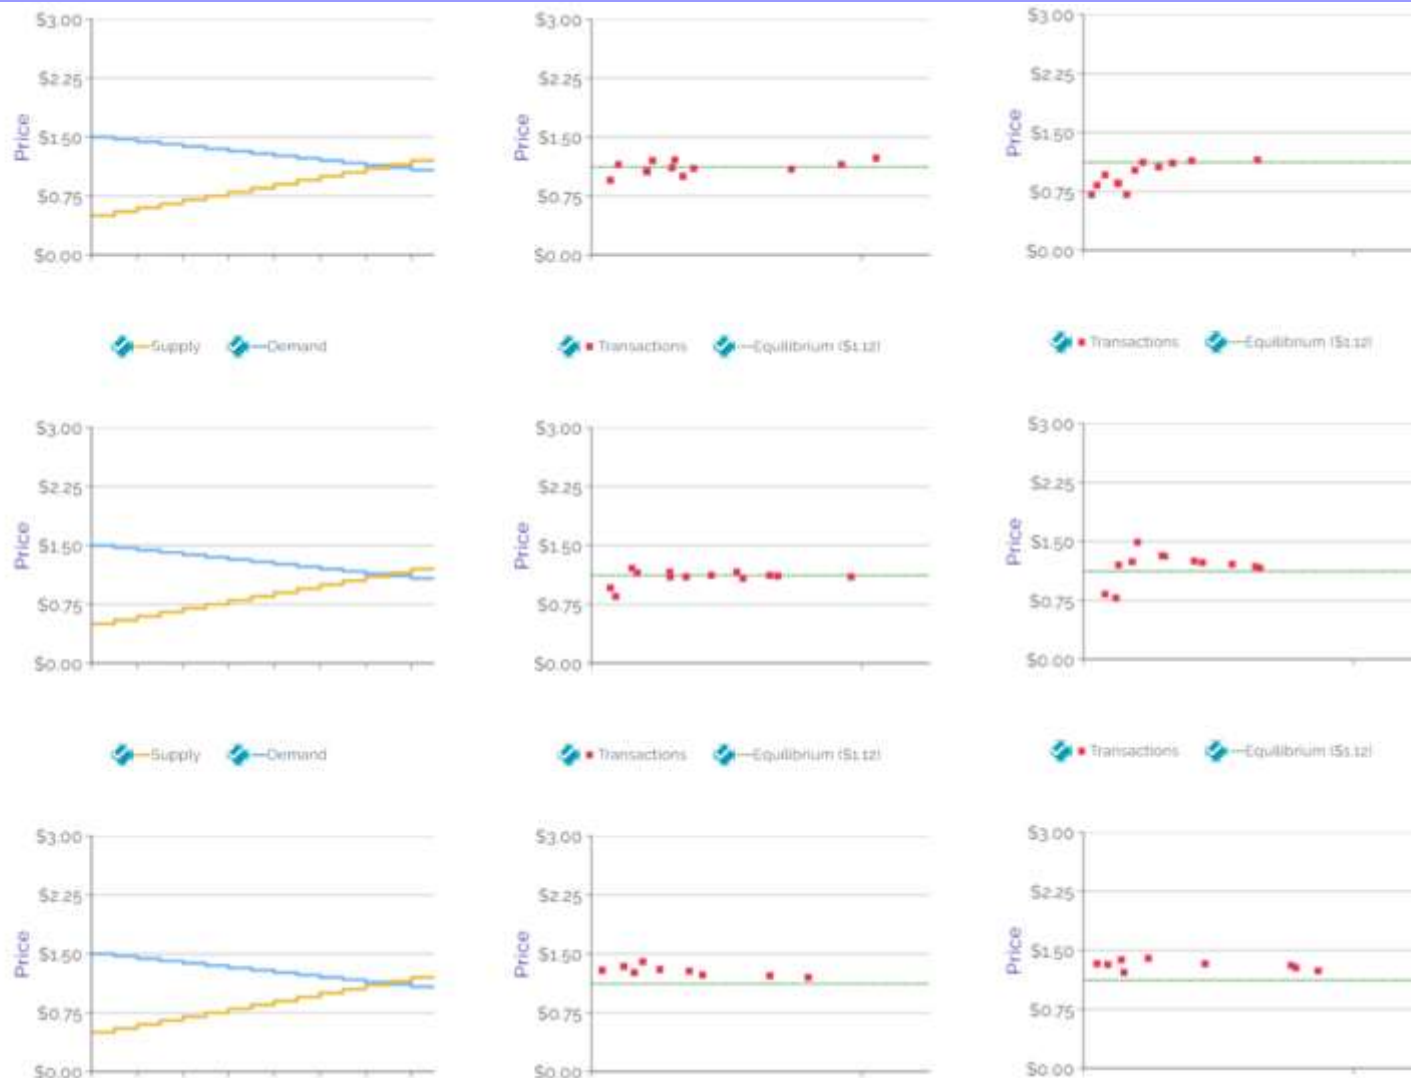 $3.00 $3.00 $3.00
$2.25 $2.25 $2.25
Price $1.50 Price $1.50 Price $1.50
$0.75 $0.75 $0.75
$0.00 $0.00 $0.00
Supply Demand Transactions Equilibrium ($1.12) Transactions Equilibrium ($1.12)
$3.00 $3.00 $3.00
$2.25 $2.25 $2.25
Price $1.50 Price $1.50 Price $1.50
$0.75 $0.75 $0.75
$0.00 $0.00 $0.00
Supply Demand Transactions Equilibrium ($1.12) Transactions Equilibrium ($1.12)
$3.00 $3.00 $3.00
$2.25 $2.25 $2.25
Price $1.50 Price $1.50 Price $1.50
$0.75 $0.75 $0.75
$0.00 $0.00 $0.00